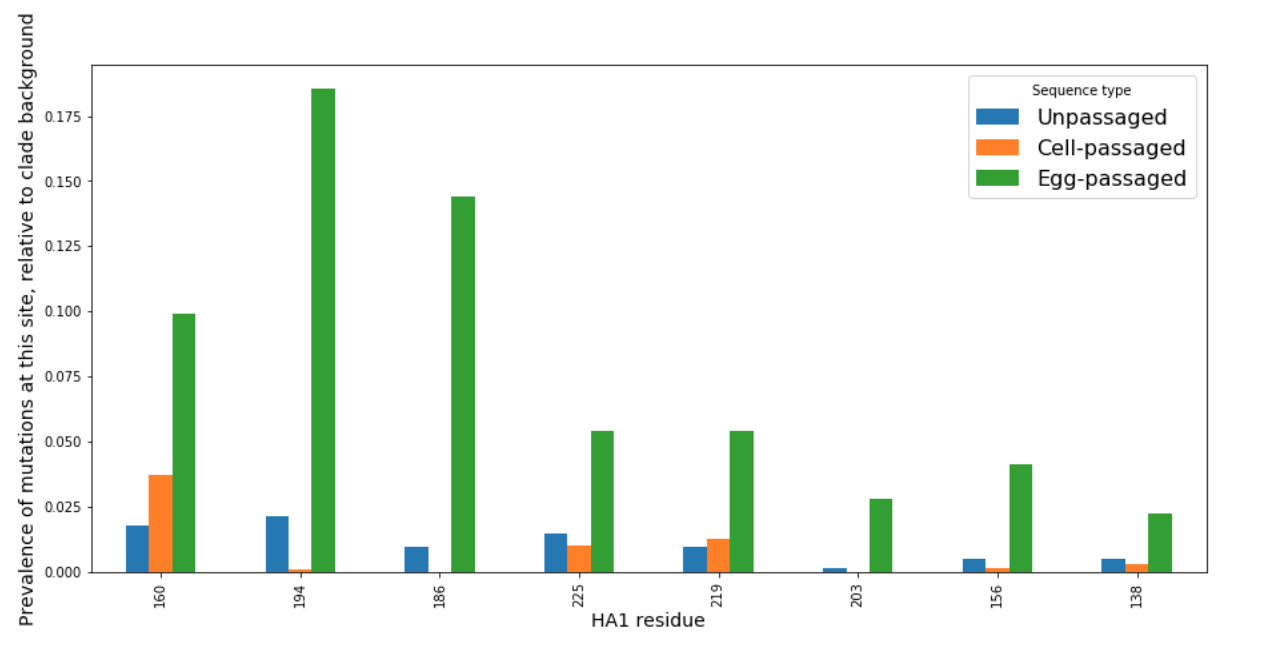 Prevalence of mutations at this site, relative to clade background
0.175
0.150
0.125
0.100
0.075
0.050
0.025
0.000
Sequence type
Unpassaged
Cell-passaged
Egg-passaged
160
194
186
225
219
203
156
138
HA1 residue